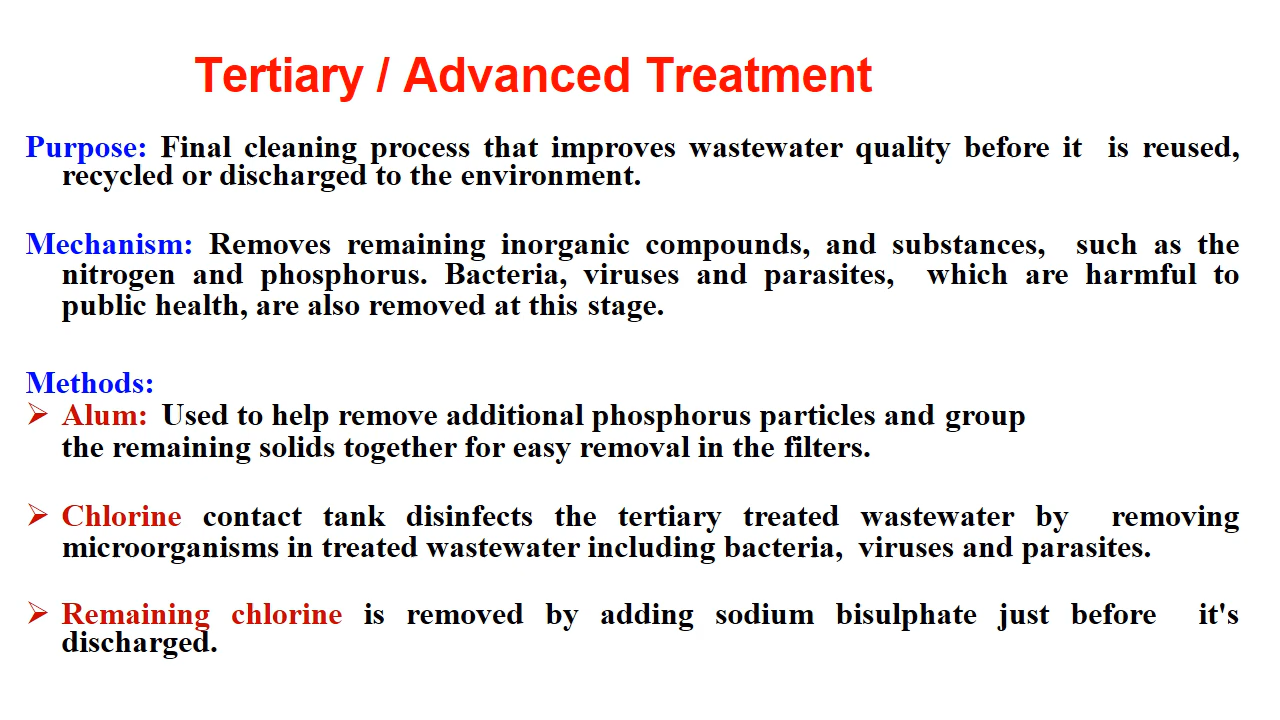 Tertiary / Advanced Treatment
Purpose: Final cleaning process that improves wastewater quality before it is reused,
recycled or discharged to the environment.
Mechanism: Removes remaining inorganic compounds, and substances, such as the
nitrogen and phosphorus. Bacteria, viruses and parasites, which are harmful to
public health, are also removed at this stage.
Methods:
➢ Alum: Used to help remove additional phosphorus particles and group
the remaining solids together for easy removal in the filters.
➢ Chlorine contact tank disinfects the tertiary treated wastewater by removing
microorganisms in treated wastewater including bacteria, viruses and parasites.
➢ Remaining chlorine is removed by adding sodium bisulphate just before it's
discharged.